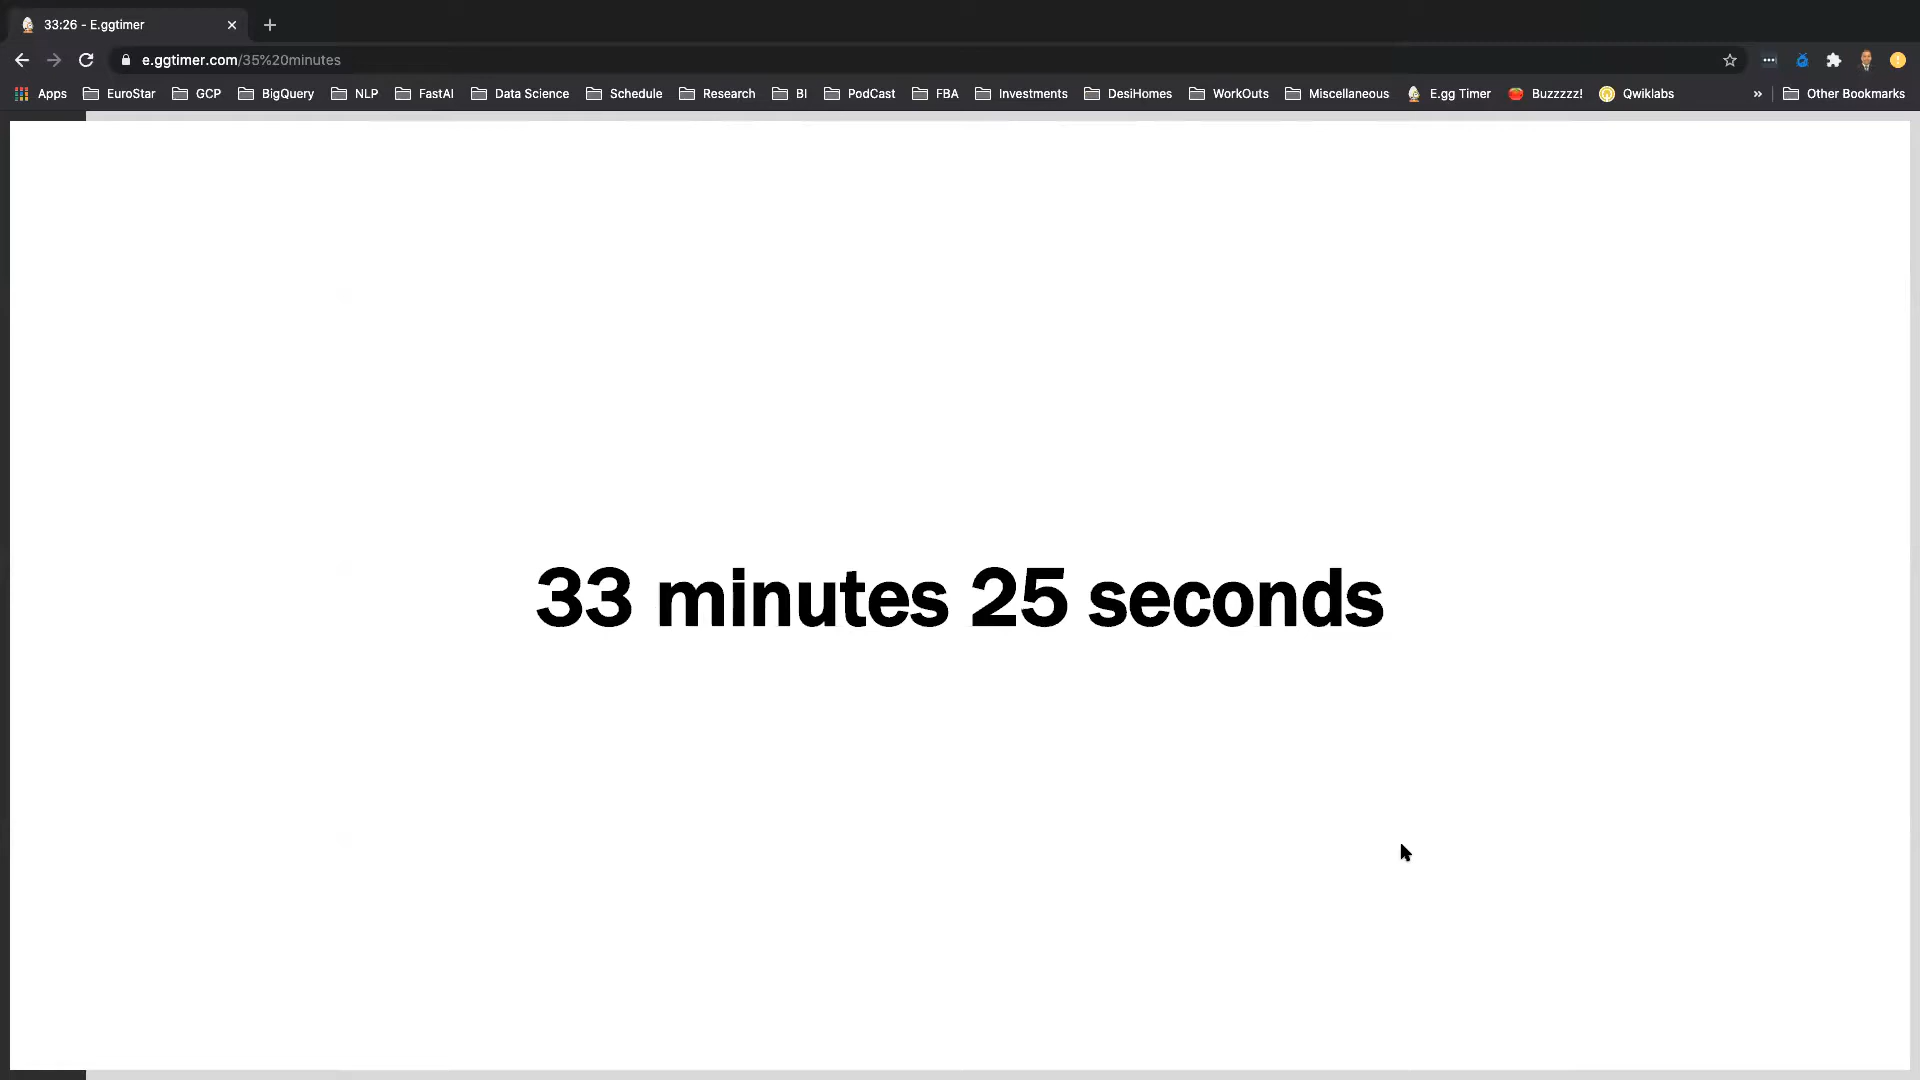 33:26 - E.ggtimer
e.ggtimer.com/35%20minutes
Apps EuroStar GCP BigQuery NLP FastAI Data Science Schedule Research BI PodCast FBA Investments DesiHomes WorkOuts Miscellaneous E.gg Timer Buzzzzz! Qwiklabs » Other Bookmarks
33 minutes 25 seconds